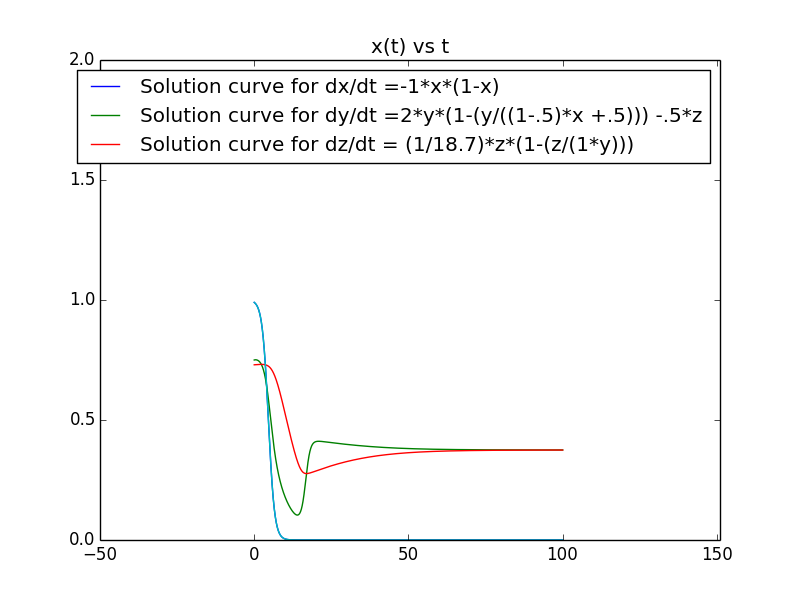 x(t) vs t
2.0
Solution curve for dx/dt =-1*x*(1-x)
Solution curve for dy/dt =2*y*(1-(y/((1-.5)*x +.5))) -.5*z
Solution curve for dz/dt = (1/18.7)*z*(1-(z/(1*y)))
1.5
1.0
0.5
0.0
−50 0 50 100 150